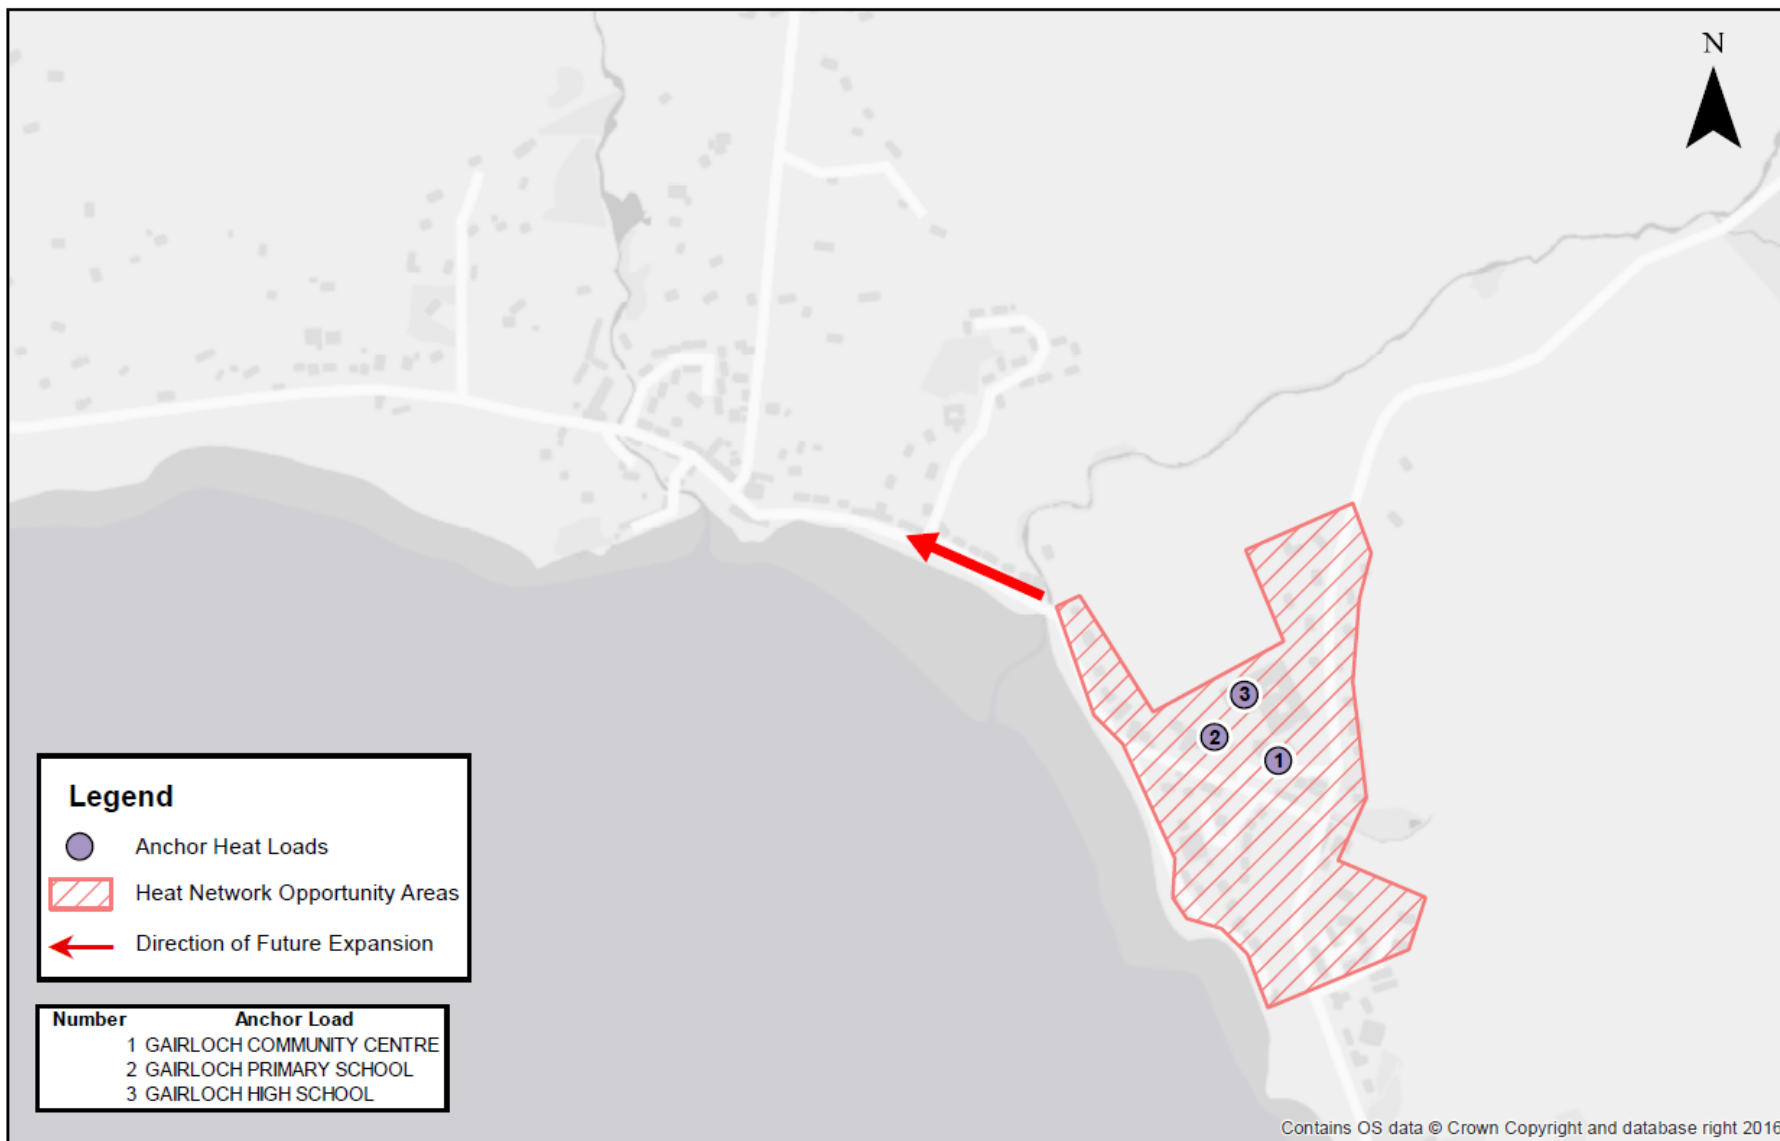 N
3
2
1
Legend
Anchor Heat Loads
Heat Network Opportunity Areas
Direction of Future Expansion
Number Anchor Load
1 GAIRLOCH COMMUNITY CENTRE
2 GAIRLOCH PRIMARY SCHOOL
3 GAIRLOCH HIGH SCHOOL
Contains OS data © Crown Copyright and database right 2016